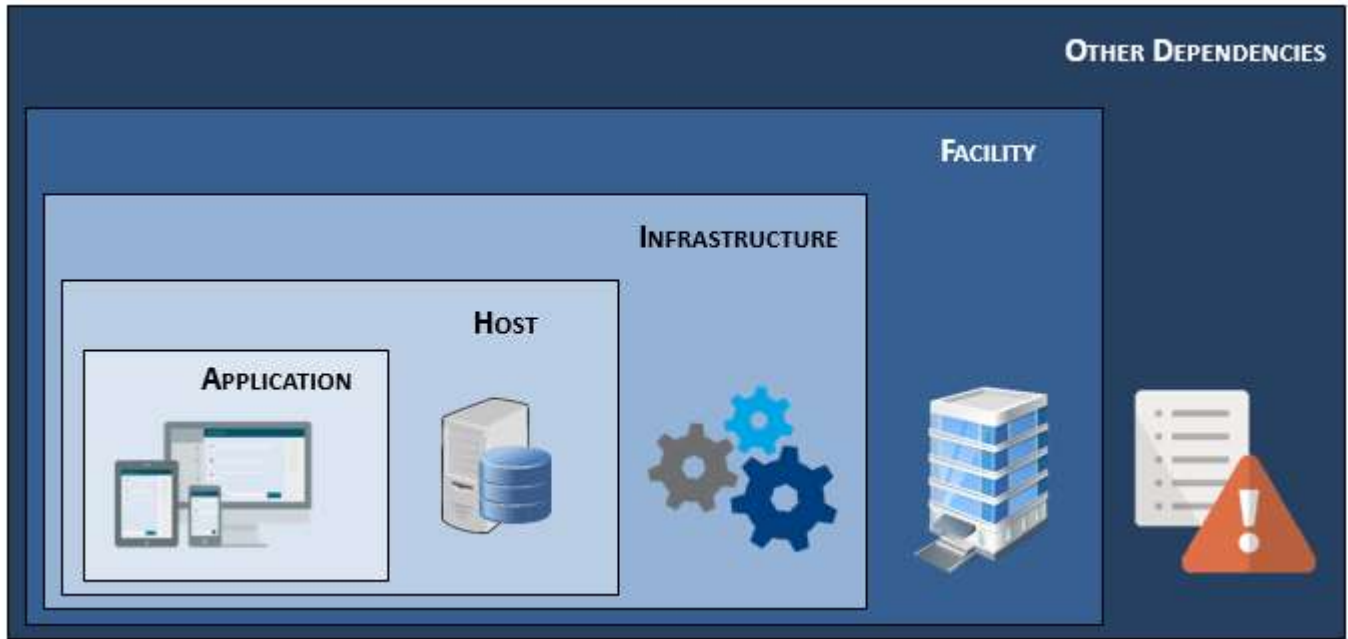 OTHER DEPENDENCIES
FACILITY
INFRASTRUCTURE
HOST
APPLICATION